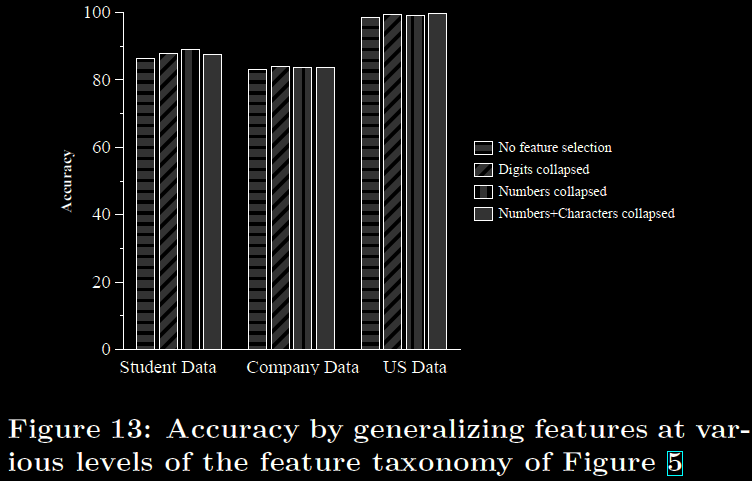 100
80
60
40
20
0
Accuracy
Student Data
Company Data
US Data
No feature selection
Digits collapsed
Numbers collapsed
Numbers+Characters collapsed
Figure 13: Accuracy by generalizing features at var-
ious levels of the feature taxonomy of Figure 5